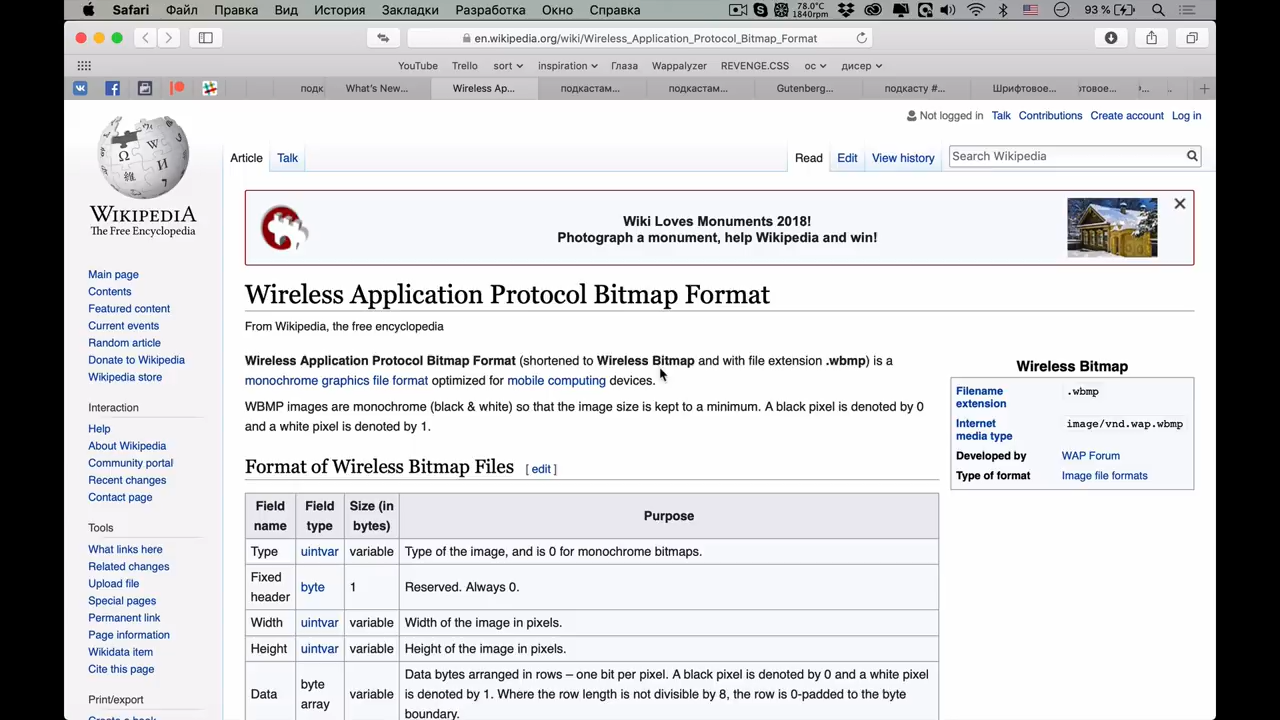 Safari Файл Правка Вид История Закладки Разработка Окно Справка 78.0°C 1840rpm 93 %
en.wikipedia.org/wiki/Wireless_Application_Protocol_Bitmap_Format
YouTube Trello sort inspiration Глаза Wappalyzer REVENGE.CSS ос дисер
подк What's New... Wireless Ap... подкастам... подкастам... Gutenberg... подкасту #... Шрифтовое... отовое...
Not logged in Talk Contributions Create account Log in
Article Talk Read Edit View history Search Wikipedia
WIKIPEDIA
The Free Encyclopedia
Wiki Loves Monuments 2018!
Photograph a monument, help Wikipedia and win!
Main page
Contents
Featured content
Current events
Random article
Donate to Wikipedia
Wikipedia store
Interaction
Help
About Wikipedia
Community portal
Recent changes
Contact page
Tools
What links here
Related changes
Upload file
Special pages
Permanent link
Page information
Wikidata item
Cite this page
Print/export
Create a book
Wireless Application Protocol Bitmap Format
From Wikipedia, the free encyclopedia
Wireless Application Protocol Bitmap Format (shortened to Wireless Bitmap and with file extension .wbmp) is a
monochrome graphics file format optimized for mobile computing devices.
WBMP images are monochrome (black & white) so that the image size is kept to a minimum. A black pixel is denoted by 0
and a white pixel is denoted by 1.
Wireless Bitmap
Filename extension .wbmp
Internet media type image/vnd.wap.wbmp
Developed by WAP Forum
Type of format Image file formats
Format of Wireless Bitmap Files [ edit ]
Field name Field type Size (in bytes) Purpose
Type uintvar variable Type of the image, and is 0 for monochrome bitmaps.
Fixed header byte 1 Reserved. Always 0.
Width uintvar variable Width of the image in pixels.
Height uintvar variable Height of the image in pixels.
Data byte array variable Data bytes arranged in rows – one bit per pixel. A black pixel is denoted by 0 and a white pixel
is denoted by 1. Where the row length is not divisible by 8, the row is 0-padded to the byte
boundary.